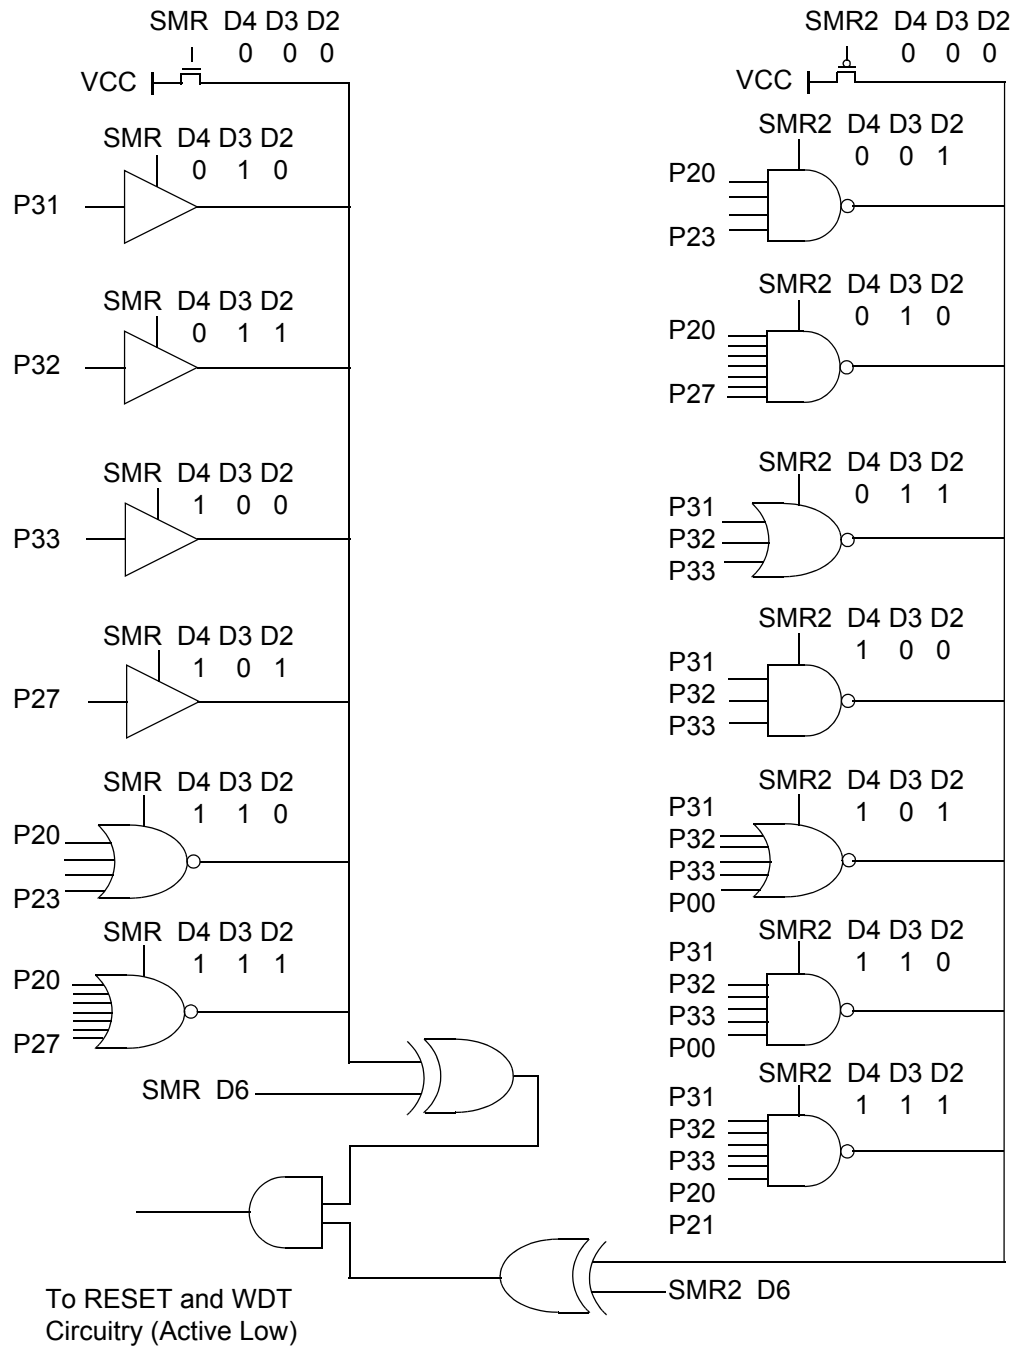 SMR D4 D3 D2
0 0 0
VCC
SMR D4 D3 D2
0 1 0
P31
SMR D4 D3 D2
0 1 1
P32
SMR D4 D3 D2
1 0 0
P33
SMR D4 D3 D2
1 0 1
P27
SMR D4 D3 D2
1 1 0
P20
P23
SMR D4 D3 D2
1 1 1
P20
P27
SMR D6
To RESET and WDT
Circuitry (Active Low)
SMR2 D4 D3 D2
0 0 0
VCC
SMR2 D4 D3 D2
0 0 1
P20
P23
SMR2 D4 D3 D2
0 1 0
P20
P27
SMR2 D4 D3 D2
0 1 1
P31
P32
P33
SMR2 D4 D3 D2
1 0 0
P31
P32
P33
SMR2 D4 D3 D2
1 0 1
P31
P32
P33
P00
SMR2 D4 D3 D2
1 1 0
P31
P32
P33
P00
SMR2 D4 D3 D2
1 1 1
P31
P32
P33
P20
P21
SMR2 D6